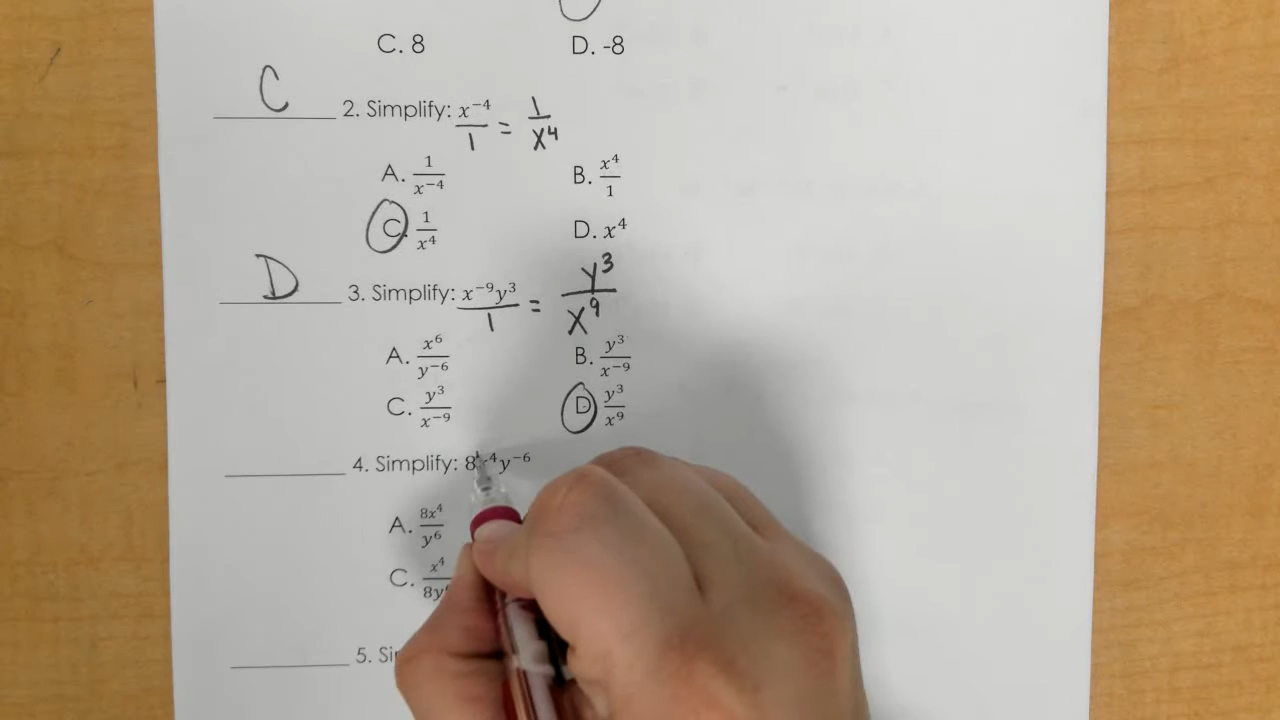 C. 8 D. -8
C 2. Simplify: x⁻⁴/1 = 1/x⁴
A. 1/x⁻⁴ B. x⁴/1
C. 1/x⁴ D. x⁴
D 3. Simplify: x⁻⁹y³/1 = y³/x⁹
A. x⁶/y⁻⁶ B. y³/x⁻⁹
C. y³/x⁻⁹ D y³/x⁹
4. Simplify: 8 ⁴y⁻⁶
A. 8x⁴/y⁶
C. x⁴/8y
5.